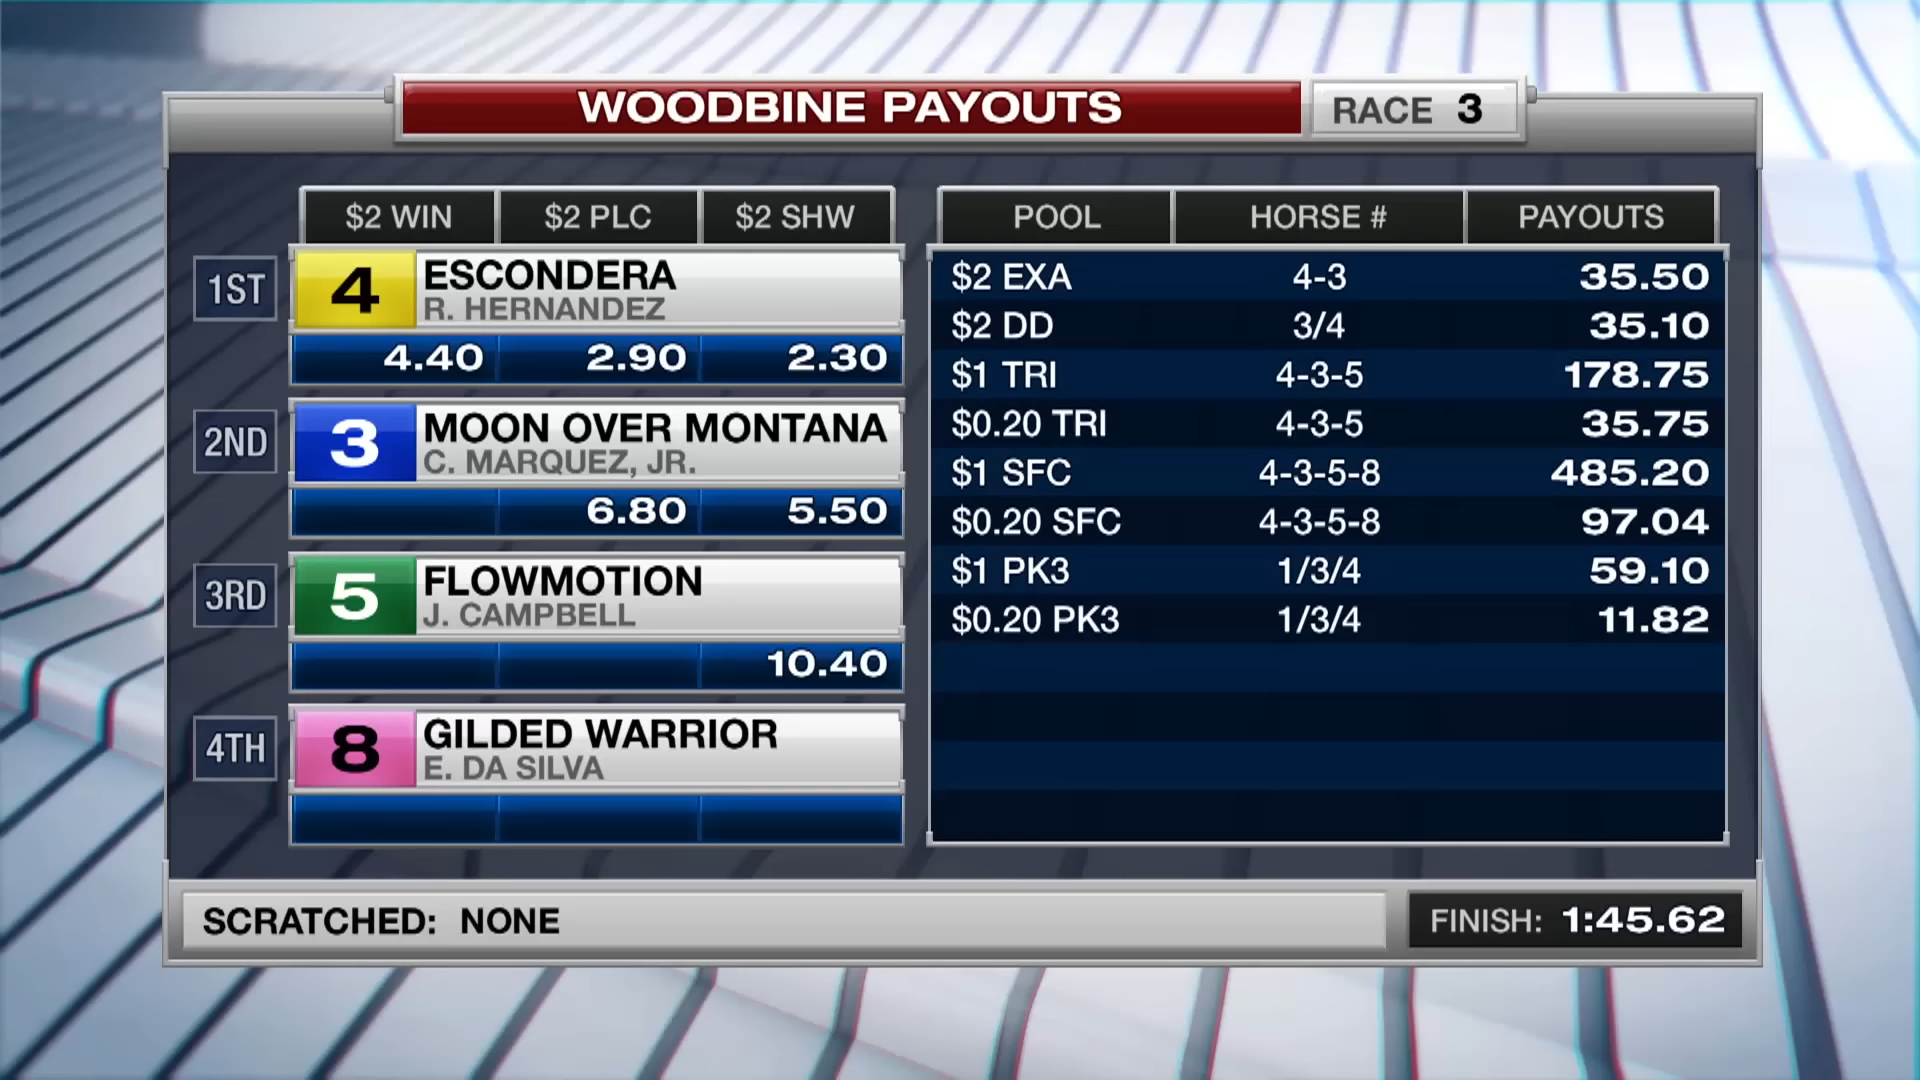 WOODBINE PAYOUTS RACE 3
$2 WIN $2 PLC $2 SHW
1ST 4 ESCONDERA
R. HERNANDEZ
4.40 2.90 2.30
2ND 3 MOON OVER MONTANA
C. MARQUEZ, JR.
6.80 5.50
3RD 5 FLOWMOTION
J. CAMPBELL
10.40
4TH 8 GILDED WARRIOR
E. DA SILVA
POOL HORSE # PAYOUTS
$2 EXA 4-3 35.50
$2 DD 3/4 35.10
$1 TRI 4-3-5 178.75
$0.20 TRI 4-3-5 35.75
$1 SFC 4-3-5-8 485.20
$0.20 SFC 4-3-5-8 97.04
$1 PK3 1/3/4 59.10
$0.20 PK3 1/3/4 11.82
SCRATCHED: NONE
FINISH: 1:45.62